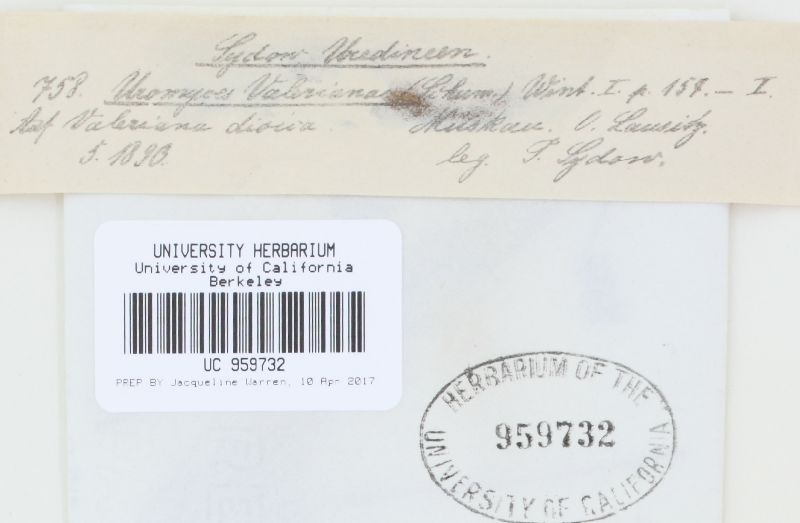 Sydow Uredineen.
758. Uromyces Valerianae (Schum.) Wint. I. p. 157. — I.
Auf Valeriana dioica. Muskau. O. Lausitz.
5. 1890. leg. P. Sydow.
UNIVERSITY HERBARIUM
University of California
Berkeley
UC 959732
PREP BY Jacqueline Warren, 10 Apr 2017
HERBARIUM OF THE
959732
UNIVERSITY OF CALIFORNIA